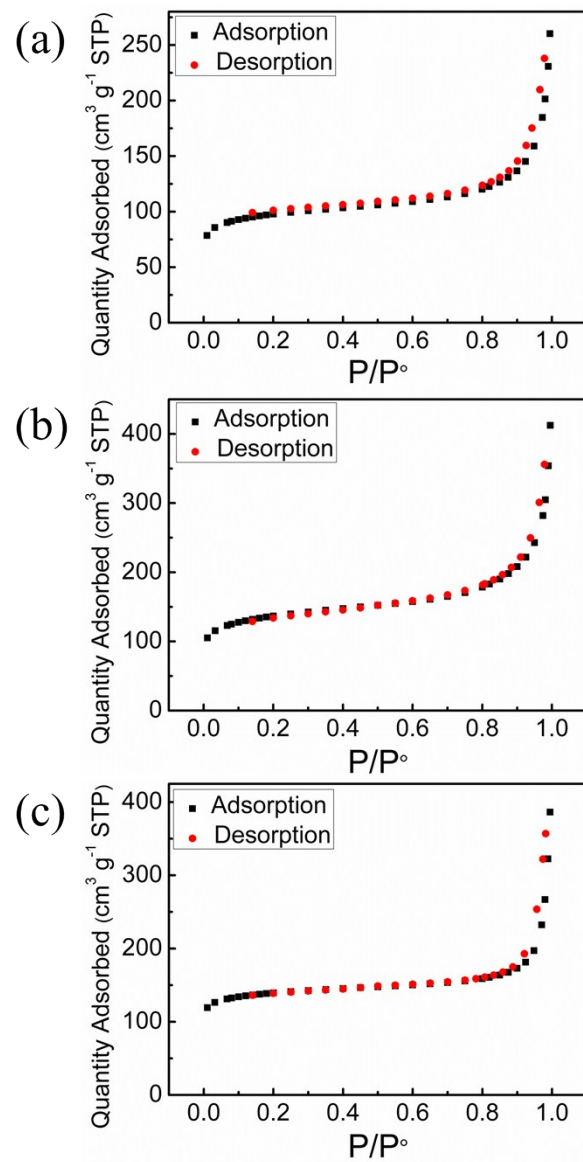 (a)
Adsorption
Desorption
Quantity Adsorbed (cm³ g⁻¹ STP)
250
200
150
100
50
0
0.0 0.2 0.4 0.6 0.8 1.0
P/P°
(b)
Adsorption
Desorption
Quantity Adsorbed (cm³ g⁻¹ STP)
400
300
200
100
0
0.0 0.2 0.4 0.6 0.8 1.0
P/P°
(c)
Adsorption
Desorption
Quantity Adsorbed (cm³ g⁻¹ STP)
400
300
200
100
0
0.0 0.2 0.4 0.6 0.8 1.0
P/P°